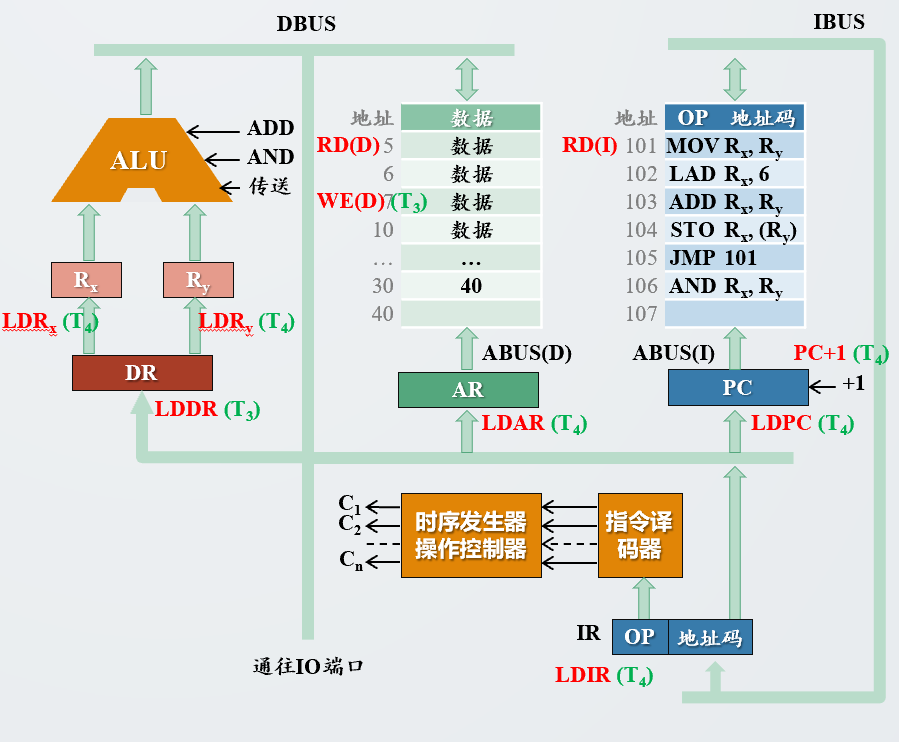 DBUS
IBUS
ALU
ADD
AND
传送
Rx
Ry
LDRx (T4)
LDRy (T4)
DR
LDDR (T3)
地址 数据
RD(D) 5 数据
6 数据
WE(D) 7 (T3) 数据
10 数据
... ...
30 40
40
ABUS(D)
AR
LDAR (T4)
地址 OP 地址码
RD(I) 101 MOV Rx, Ry
102 LAD Rx, 6
103 ADD Rx, Ry
104 STO Rx, (Ry)
105 JMP 101
106 AND Rx, Ry
107
ABUS(I)
PC+1 (T4)
PC
+1
LDPC (T4)
C1
C2
Cn
时序发生器
操作控制器
指令译
码器
IR OP 地址码
LDIR (T4)
通往IO端口